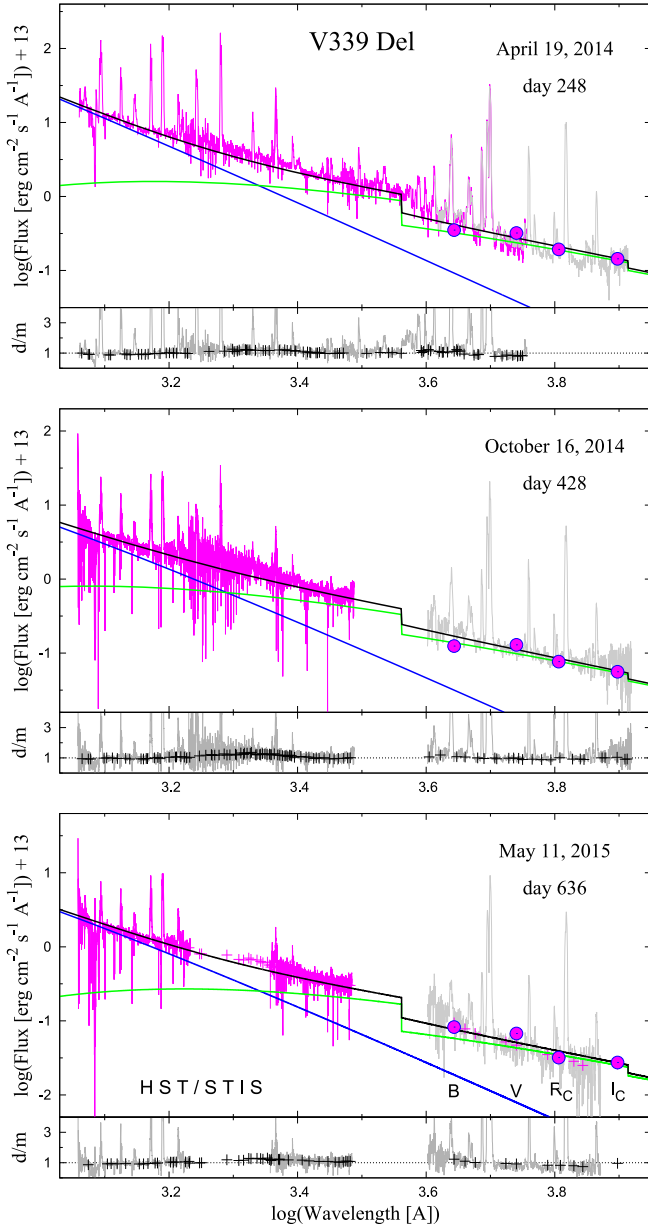 V339 Del
April 19, 2014
day 248
log(Flux [erg cm-2 s-1 A-1]) + 13
2
1
0
-1
d/m
3
1
3.2 3.4 3.6 3.8
October 16, 2014
day 428
log(Flux [erg cm-2 s-1 A-1]) + 13
2
1
0
-1
d/m
3
1
3.2 3.4 3.6 3.8
May 11, 2015
day 636
log(Flux [erg cm-2 s-1 A-1]) + 13
1
0
-1
-2
HST/STIS B V RC IC
d/m
3
1
3.2 3.4 3.6 3.8
log(Wavelength [A])